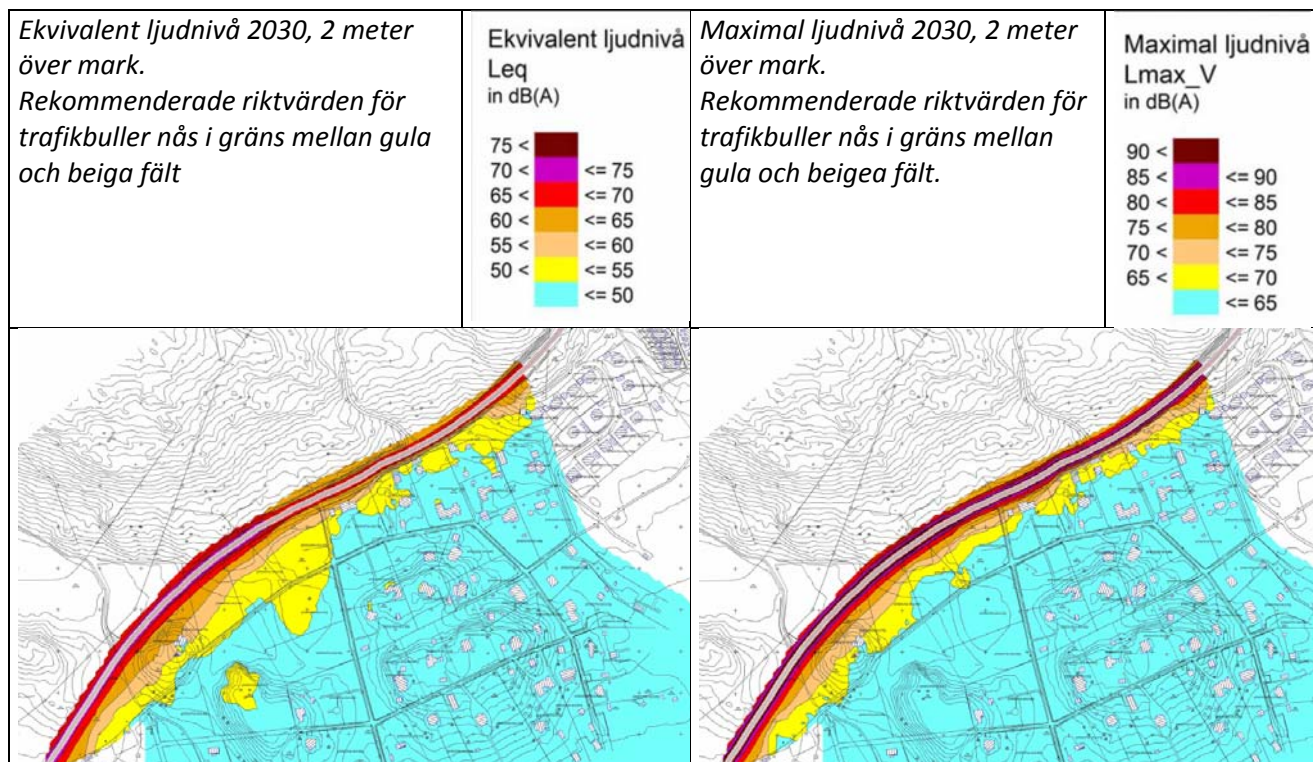 Ekvivalent ljudnivå 2030, 2 meter
över mark.
Rekommenderade riktvärden för
trafikbuller nås i gräns mellan gula
och beiga fält
Ekvivalent ljudnivå
Leq
in dB(A)
75 <
70 < <= 75
65 < <= 70
60 < <= 65
55 < <= 60
50 < <= 55
<= 50
Maximal ljudnivå 2030, 2 meter
över mark.
Rekommenderade riktvärden för
trafikbuller nås i gräns mellan
gula och beigea fält.
Maximal ljudnivå
Lmax_V
in dB(A)
90 <
85 < <= 90
80 < <= 85
75 < <= 80
70 < <= 75
65 < <= 70
<= 65